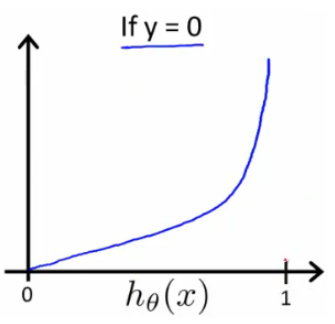 If y = 0
0
hθ(x)
1